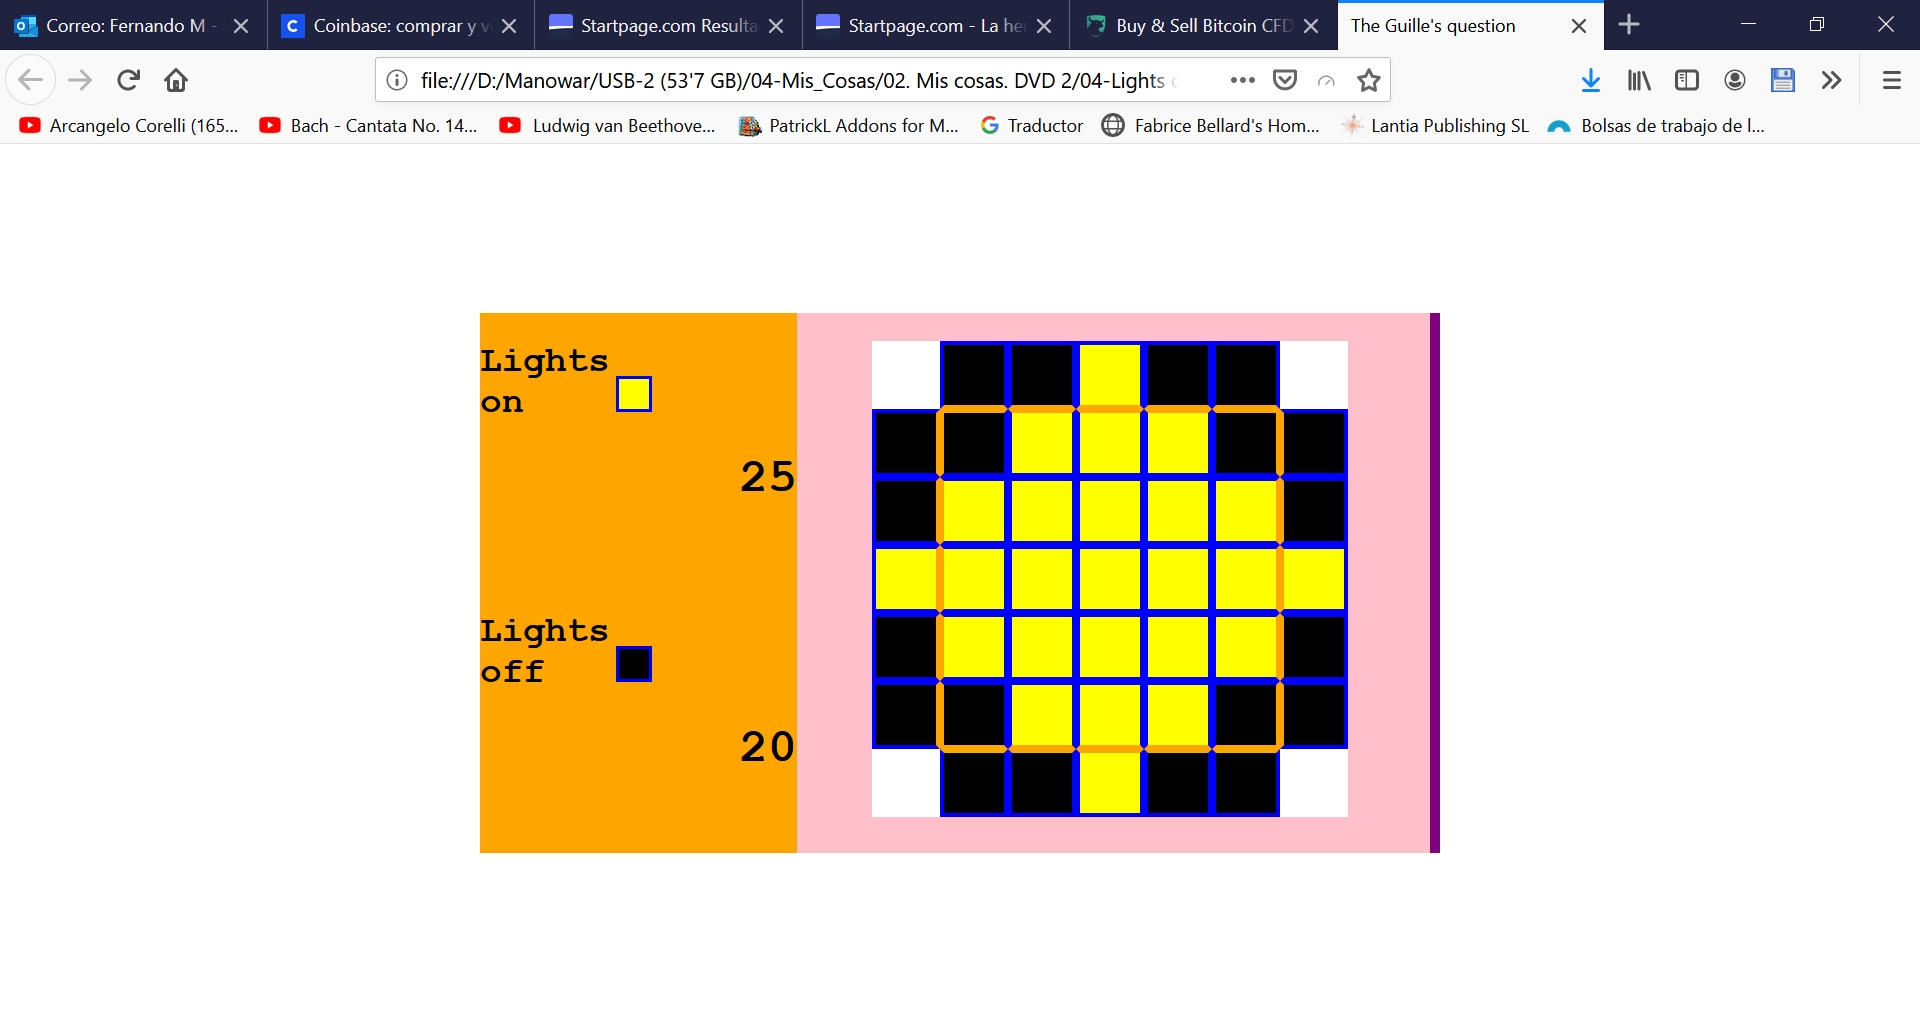 Correo: Fernando M -
Coinbase: comprar y v
Startpage.com Resulta
Startpage.com - La he
Buy & Sell Bitcoin CFD
The Guille's question
file:///D:/Manowar/USB-2 (53'7 GB)/04-Mis_Cosas/02. Mis cosas. DVD 2/04-Lights
Arcangelo Corelli (165...
Bach - Cantata No. 14...
Ludwig van Beethove...
PatrickL Addons for M...
Traductor
Fabrice Bellard's Hom...
Lantia Publishing SL
Bolsas de trabajo de l...
Lights
on
25
Lights
off
20